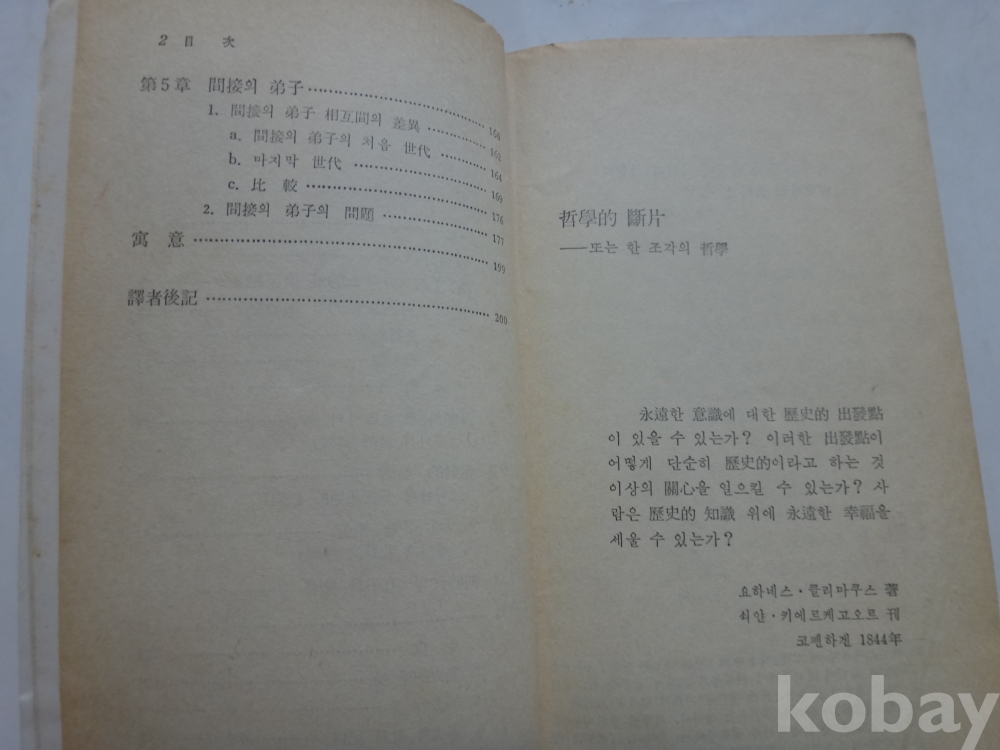 2 目 次
第5章 間接의 弟子 ⋯⋯ 160
1. 間接의 弟子 相互間의 差異 ⋯⋯ 162
a. 間接의 弟子의 처음 世代 ⋯⋯ 164
b. 마지막 世代 ⋯⋯ 169
c. 比 較 ⋯⋯ 176
2. 間接의 弟子의 問題 ⋯⋯ 177
寓 意 ⋯⋯ 199
譯者後記 ⋯⋯ 200
哲學的 斷片
——또는 한 조각의 哲學
永遠한 意識에 대한 歷史的 出發點
이 있을 수 있는가? 이러한 出發點이
어떻게 단순히 歷史的이라고 하는 것
이상의 關心을 일으킬 수 있는가? 사
람은 歷史的 知識 위에 永遠한 幸福을
세울 수 있는가?
요하네스·클리마쿠스 著
쇠안·키에르케고오르 刊
코펜하겐 1844年
kobay